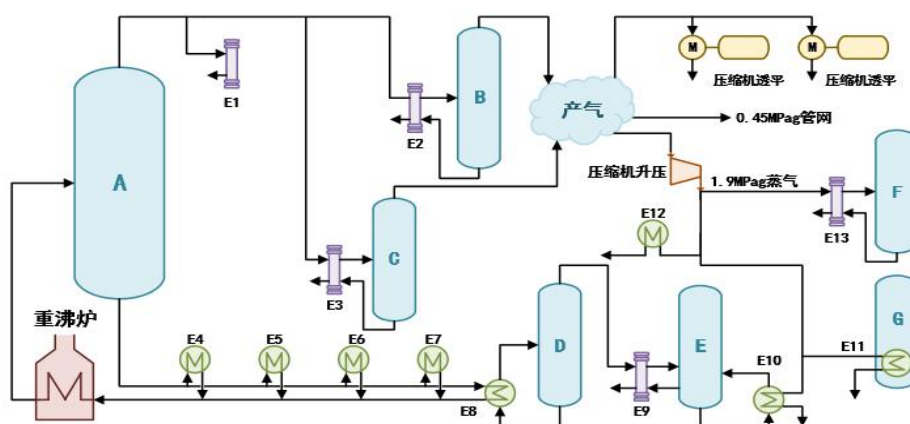 A
E1
E2
B
产气
M
压缩机透平
M
压缩机透平
0.45MPag管网
压缩机升压
1.9MPag蒸气
E13
F
E12
E3
C
重沸炉
E4
E5
E6
E7
E8
D
E9
E
E10
E11
G